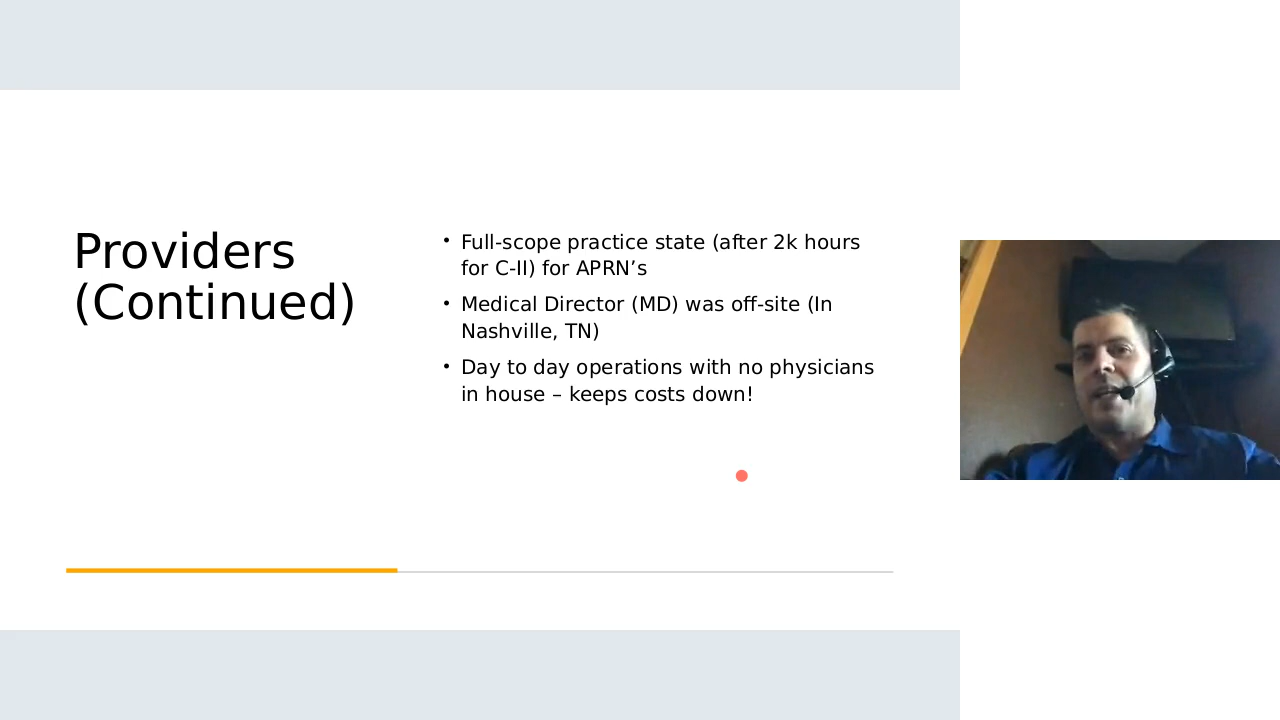 Providers
(Continued)
• Full-scope practice state (after 2k hours
for C-II) for APRN’s
• Medical Director (MD) was off-site (In
Nashville, TN)
• Day to day operations with no physicians
in house – keeps costs down!